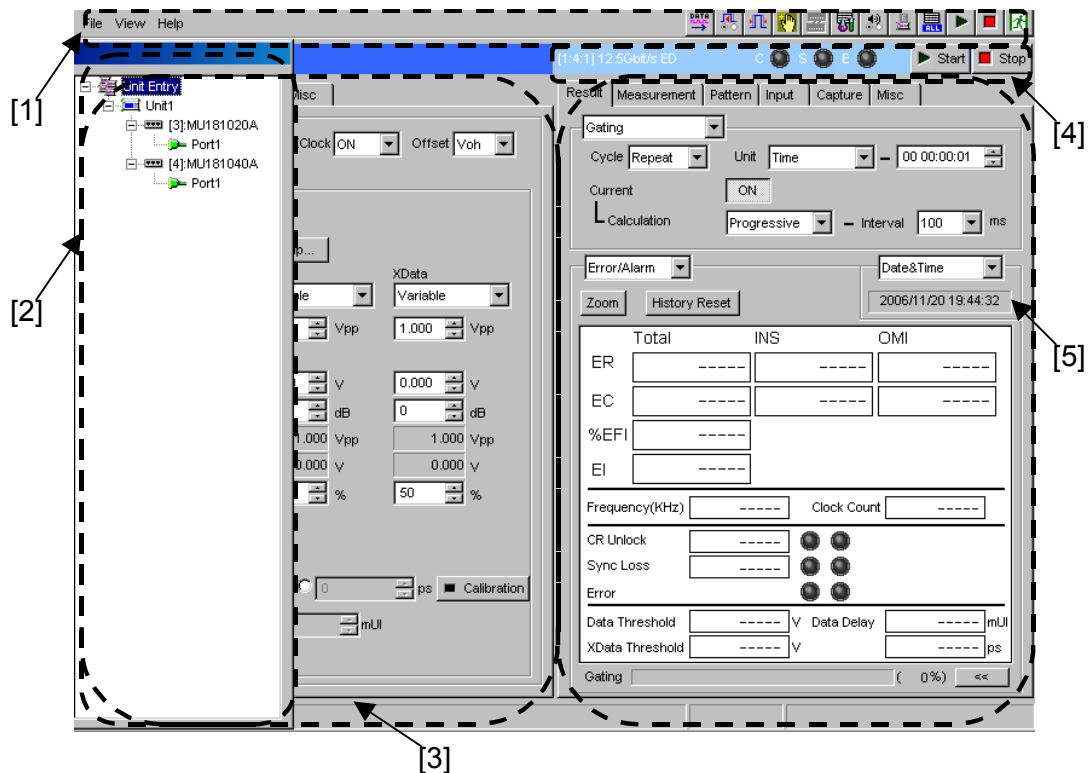 File View Help
DATA
ALL
[1]
[1:4:1] 12.5Gbit/s ED C S E Start Stop
[4]
Unit Entry
Unit1
[3]:MU181020A
Port1
[4]:MU181040A
Port1
[2]
Misc
Clock ON Offset Voh
p...
XData
le Variable
Vpp 1.000 Vpp
V 0.000 V
dB 0 dB
1.000 Vpp 1.000 Vpp
0.000 V 0.000 V
% 50 %
0 ps Calibration
mUI
[3]
Result Measurement Pattern Input Capture Misc
Gating
Cycle Repeat Unit Time 00 00:00:01
Current ON
Calculation Progressive Interval 100 ms
Error/Alarm Date&Time
Zoom History Reset 2006/11/20 19:44:32
[5]
Total INS OMI
ER ----- ----- -----
EC ----- ----- -----
%EFI -----
EI -----
Frequency(KHz) ----- Clock Count -----
CR Unlock -----
Sync Loss -----
Error
Data Threshold ----- V Data Delay ----- mUI
XData Threshold ----- V ----- ps
Gating ( 0%) <<